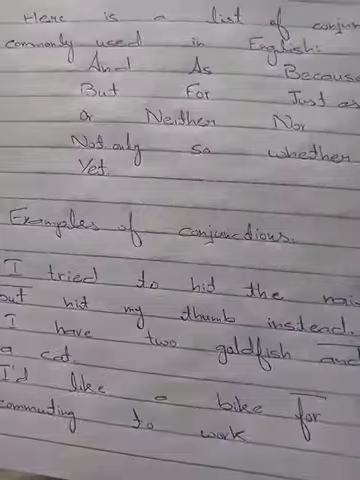 Here is a list of conjun
commonly used in English:
And As Because
But For Just as
or Neither Nor
Not only so whether
Yet.
Examples of conjunctions.
I tried to hit the nai
but hit my thumb instead.
I have two goldfish and
a cat.
I'd like a bike for
commuting to work